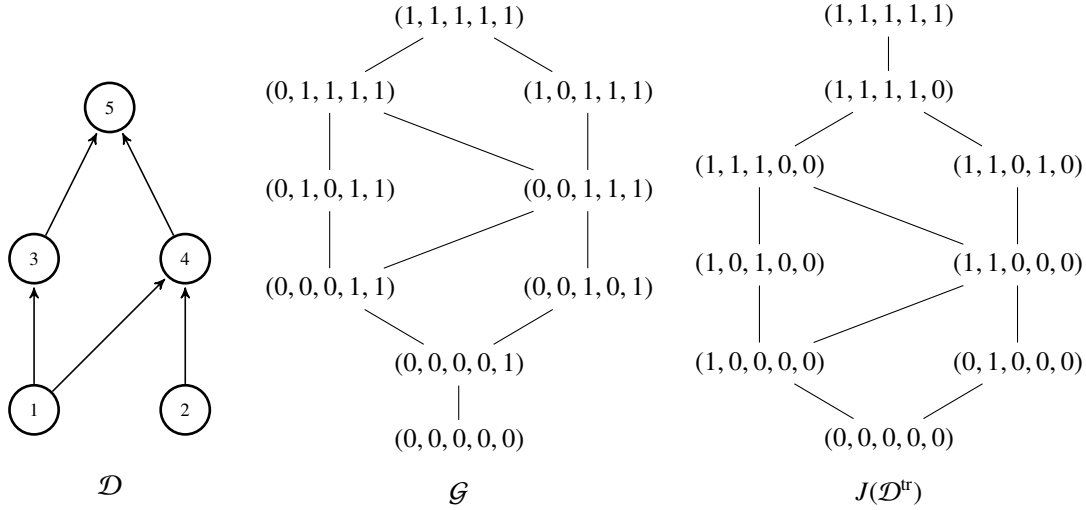 5
3 4
1 2
𝒟
(1, 1, 1, 1, 1)
(0, 1, 1, 1, 1) (1, 0, 1, 1, 1)
(0, 1, 0, 1, 1) (0, 0, 1, 1, 1)
(0, 0, 0, 1, 1) (0, 0, 1, 0, 1)
(0, 0, 0, 0, 1)
(0, 0, 0, 0, 0)
𝒢
(1, 1, 1, 1, 1)
(1, 1, 1, 1, 0)
(1, 1, 1, 0, 0) (1, 1, 0, 1, 0)
(1, 0, 1, 0, 0) (1, 1, 0, 0, 0)
(1, 0, 0, 0, 0) (0, 1, 0, 0, 0)
(0, 0, 0, 0, 0)
J(𝒟^tr)